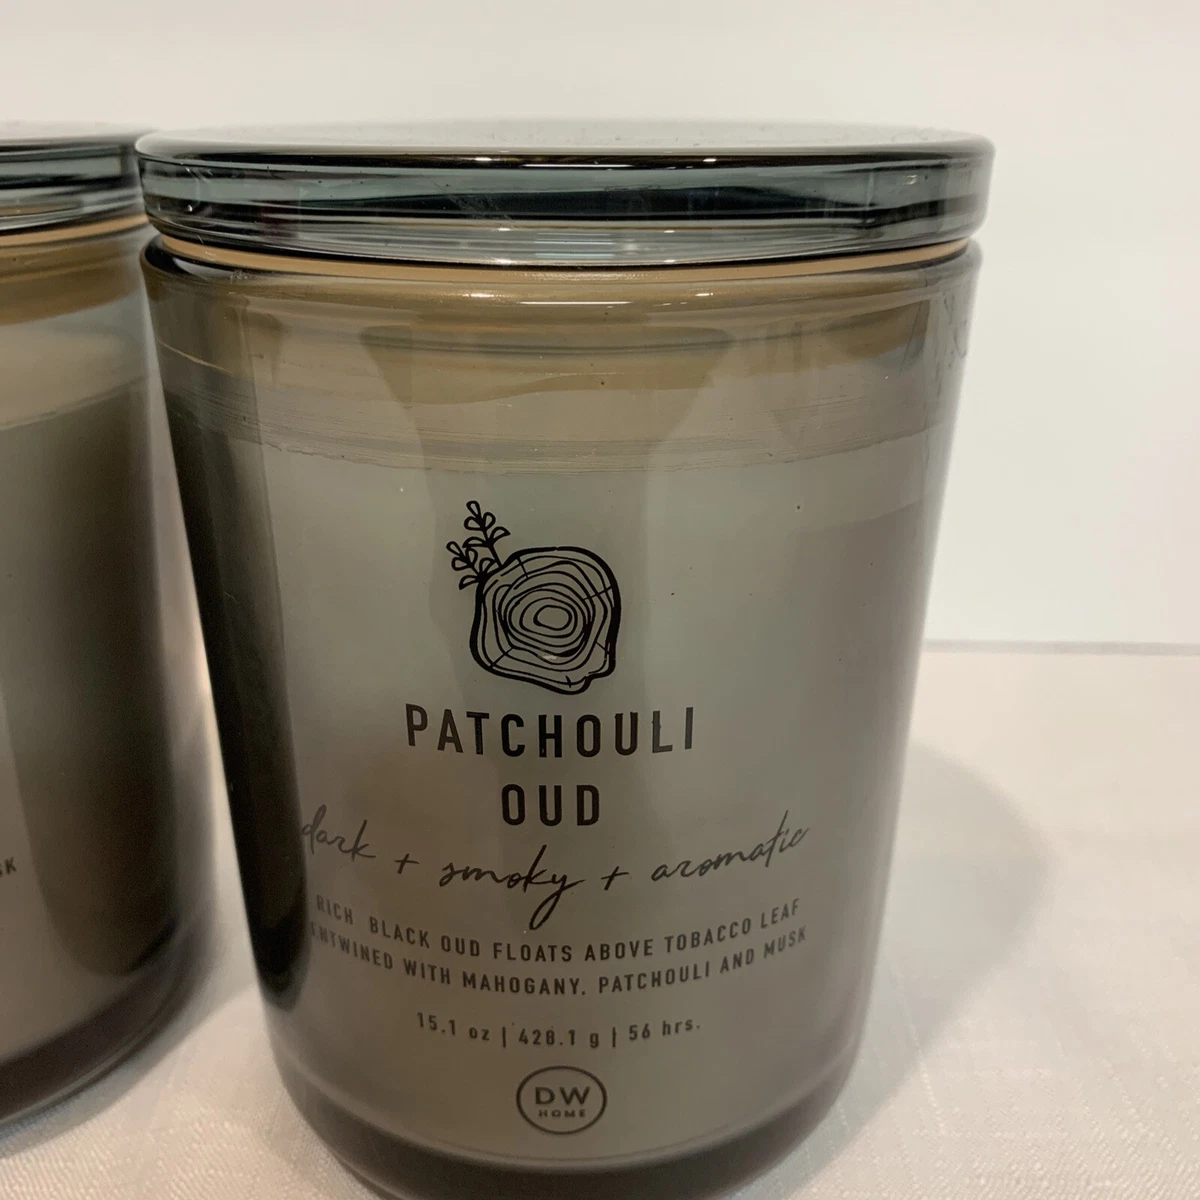 PATCHOULI
OUD
dark + smoky + aromatic
RICH BLACK OUD FLOATS ABOVE TOBACCO LEAF
ENTWINED WITH MAHOGANY, PATCHOULI AND MUSK
15.1 oz | 428.1 g | 56 hrs.
DW
HOME